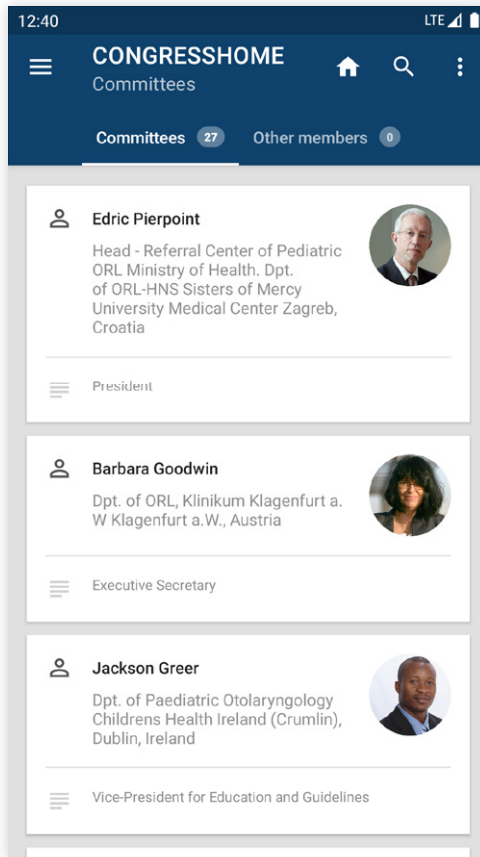 12:40
LTE
CONGRESSHOME
Committees
Committees 27 Other members 0
Edric Pierpoint
Head - Referral Center of Pediatric
ORL Ministry of Health. Dpt.
of ORL-HNS Sisters of Mercy
University Medical Center Zagreb,
Croatia
President
Barbara Goodwin
Dpt. of ORL, Klinikum Klagenfurt a.
W Klagenfurt a.W., Austria
Executive Secretary
Jackson Greer
Dpt. of Paediatric Otolaryngology
Childrens Health Ireland (Crumlin),
Dublin, Ireland
Vice-President for Education and Guidelines